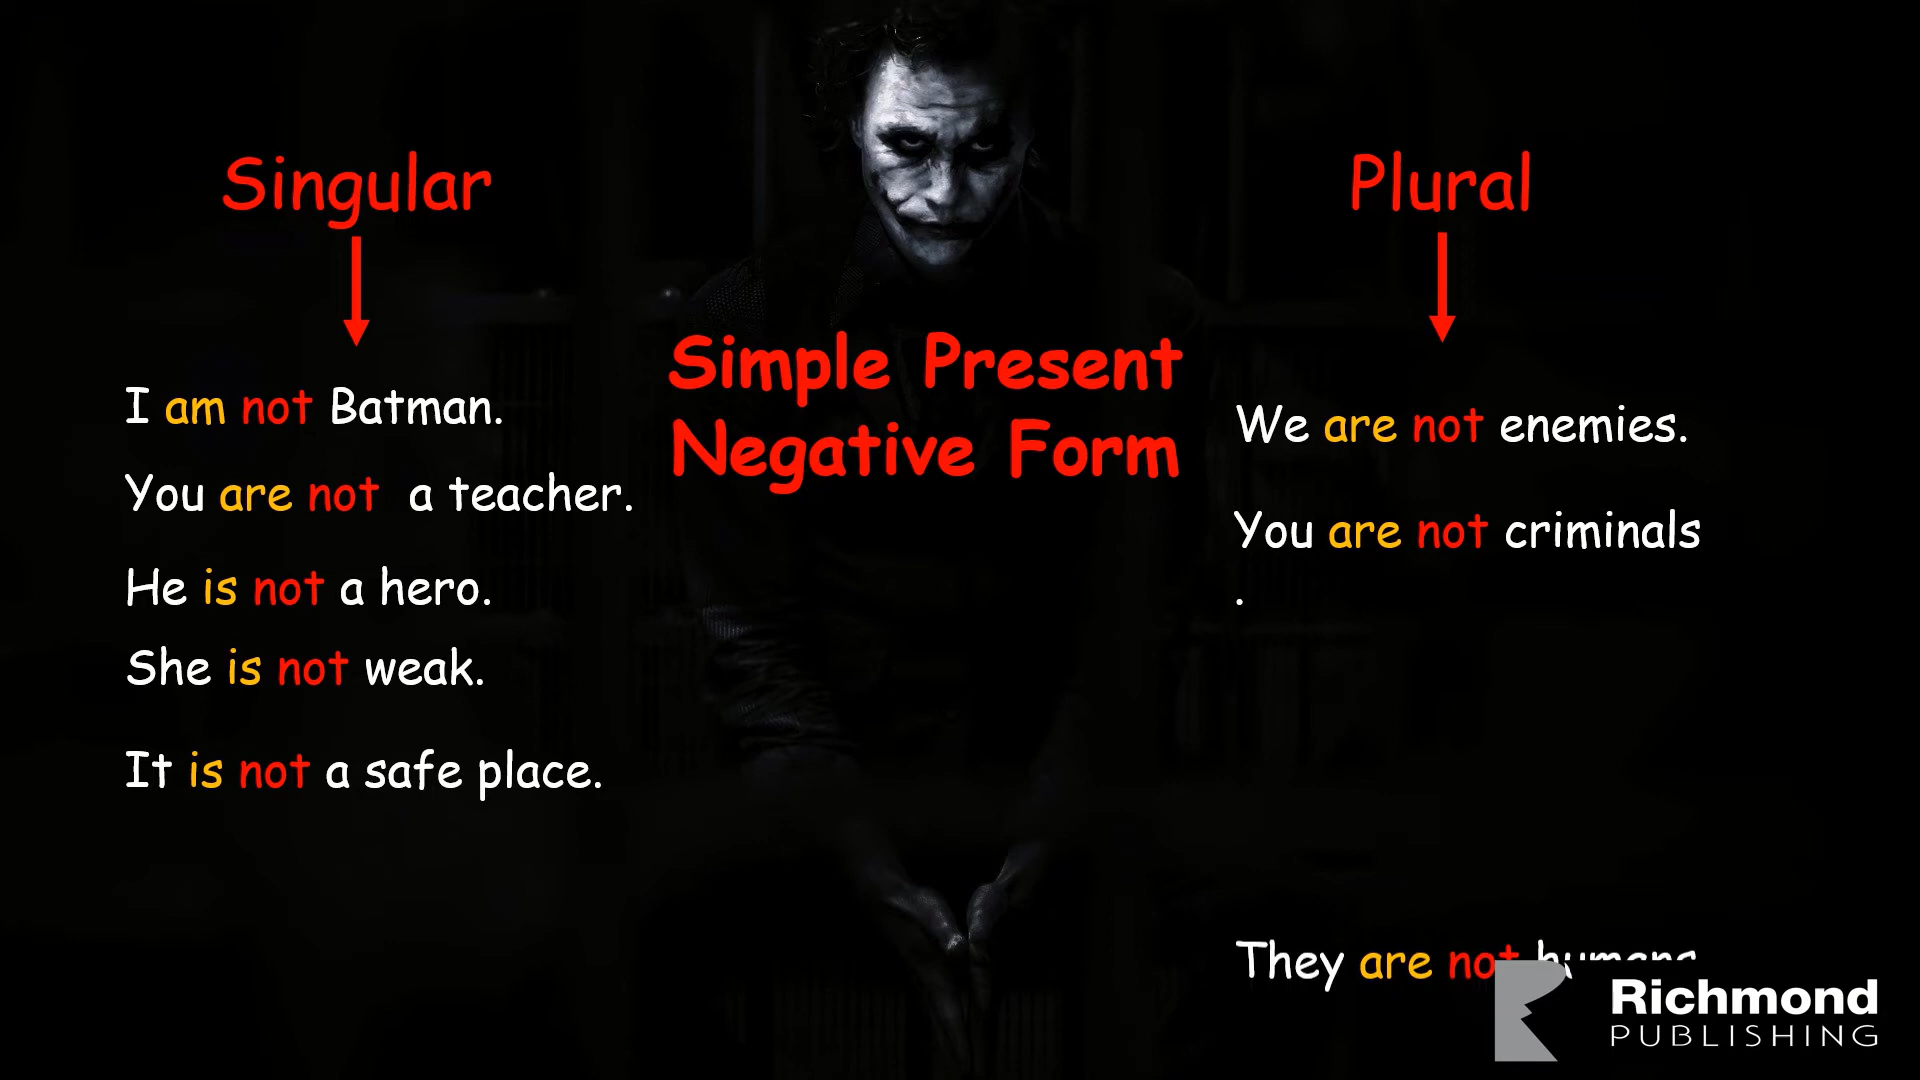 Singular
I am not Batman.
You are not a teacher.
He is not a hero.
She is not weak.
It is not a safe place.
Simple Present
Negative Form
Plural
We are not enemies.
You are not criminals
.
They are not humans
Richmond
PUBLISHING